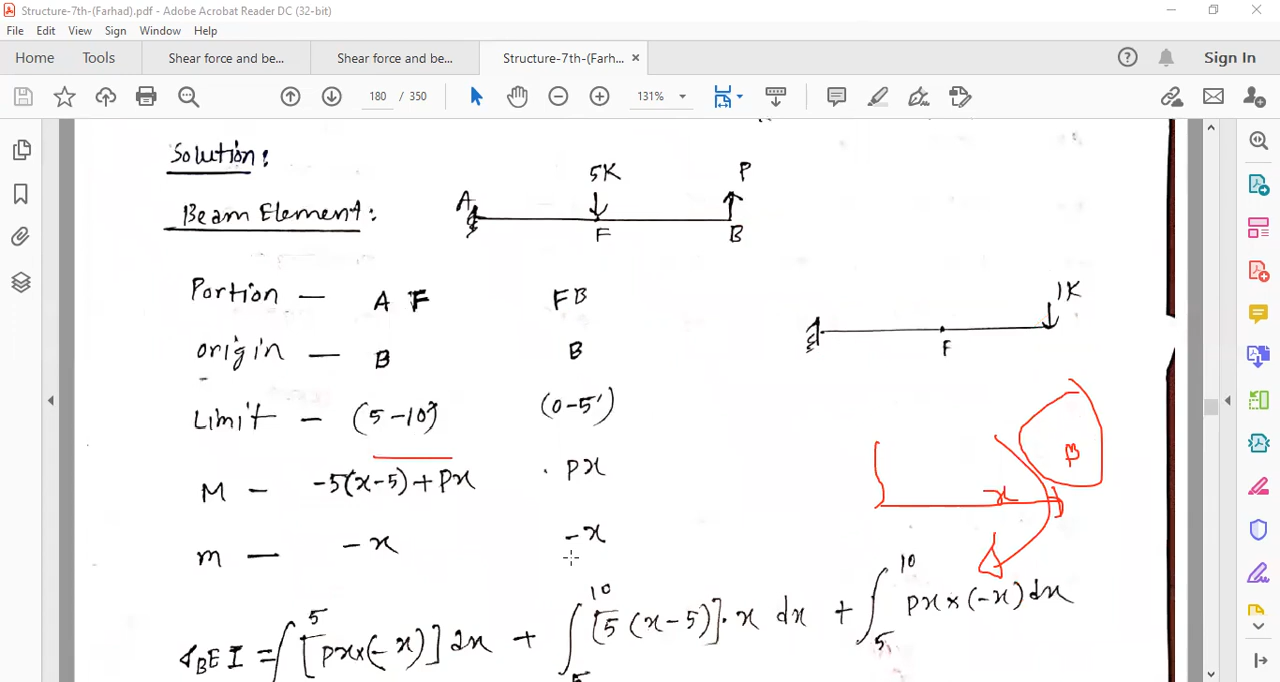 Structure-7th-(Farhad).pdf - Adobe Acrobat Reader DC (32-bit)
File Edit View Sign Window Help
Home Tools Shear force and be... Shear force and be... Structure-7th-(Farh... × Sign In
180 / 350 131%
Solution:
5K P
Beam Element:
A F B
Portion — A F FB
1K
origin — B B
F
Limit — (5-10') (0-5')
B
M — -5(x-5)+Px Px
x
m — -x -x
ΔBEI = ∫ 5 [Px×(-x)] dx + ∫ 10 5 [5(x-5)]·x dx + ∫ 10 5 Px×(-x)dx